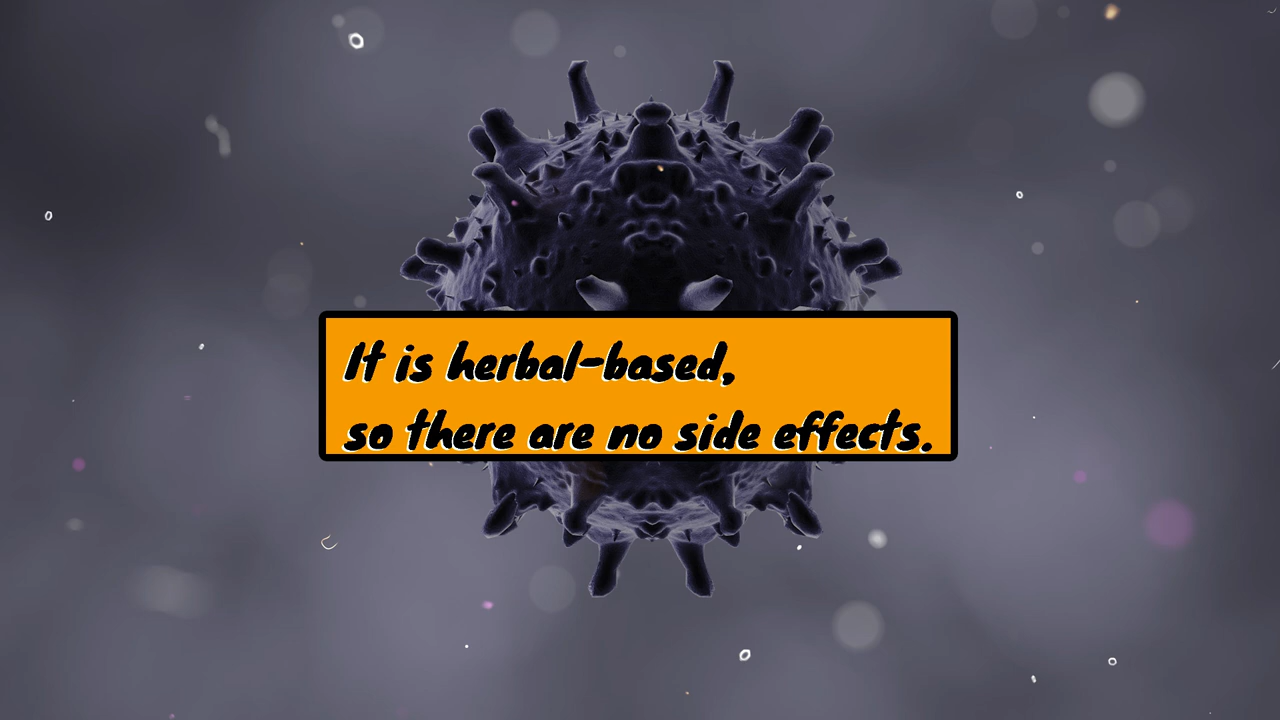 It is herbal-based,
so there are no side effects.